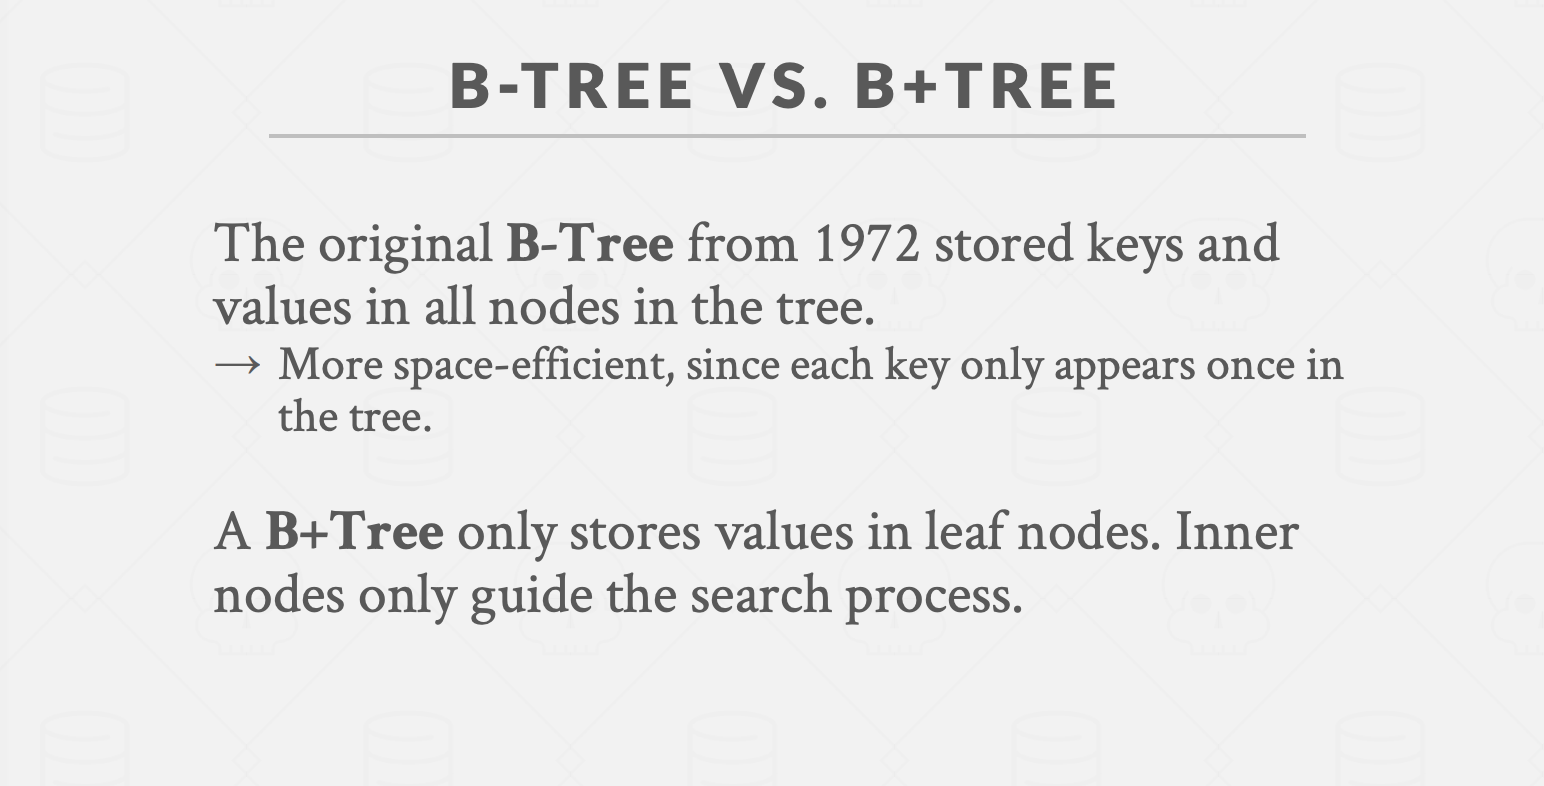 B-TREE VS. B+TREE
The original B-Tree from 1972 stored keys and
values in all nodes in the tree.
→ More space-efficient, since each key only appears once in
the tree.
A B+Tree only stores values in leaf nodes. Inner
nodes only guide the search process.